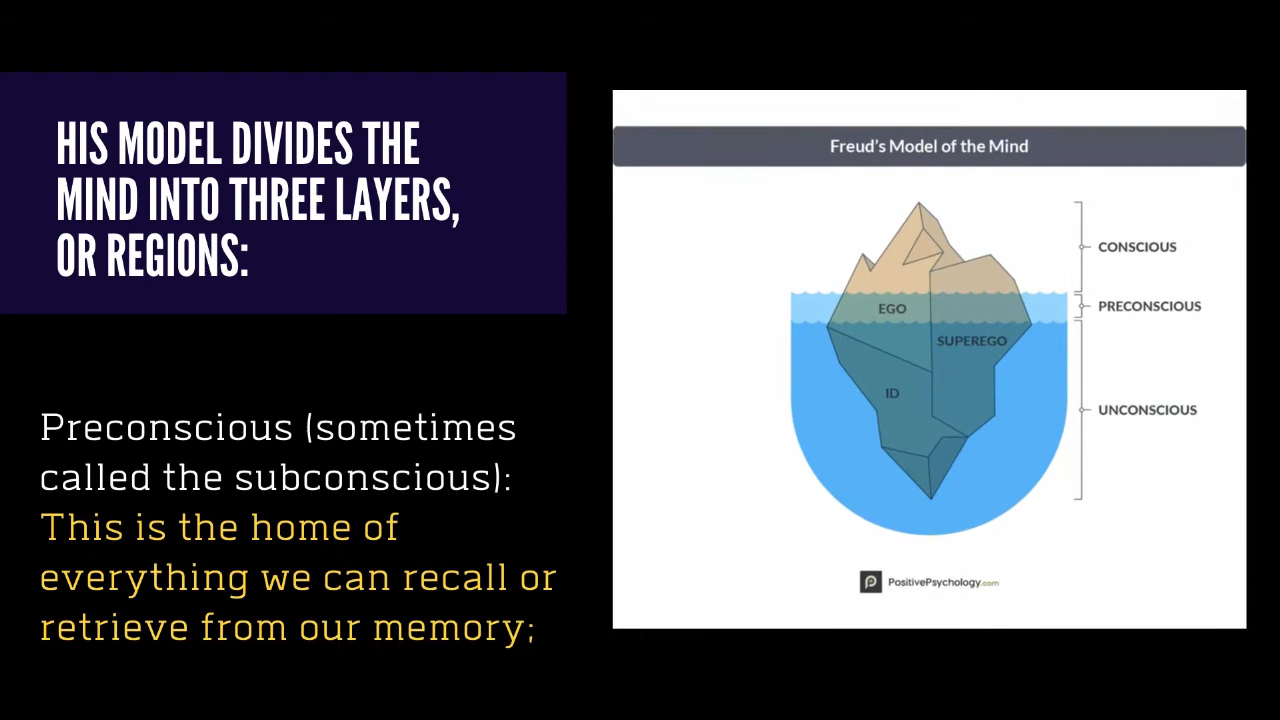 HIS MODEL DIVIDES THE
MIND INTO THREE LAYERS,
OR REGIONS:
Preconscious (sometimes
called the subconscious):
This is the home of
everything we can recall or
retrieve from our memory;
Freud's Model of the Mind
CONSCIOUS
PRECONSCIOUS
EGO
SUPEREGO
ID
UNCONSCIOUS
PositivePsychology.com